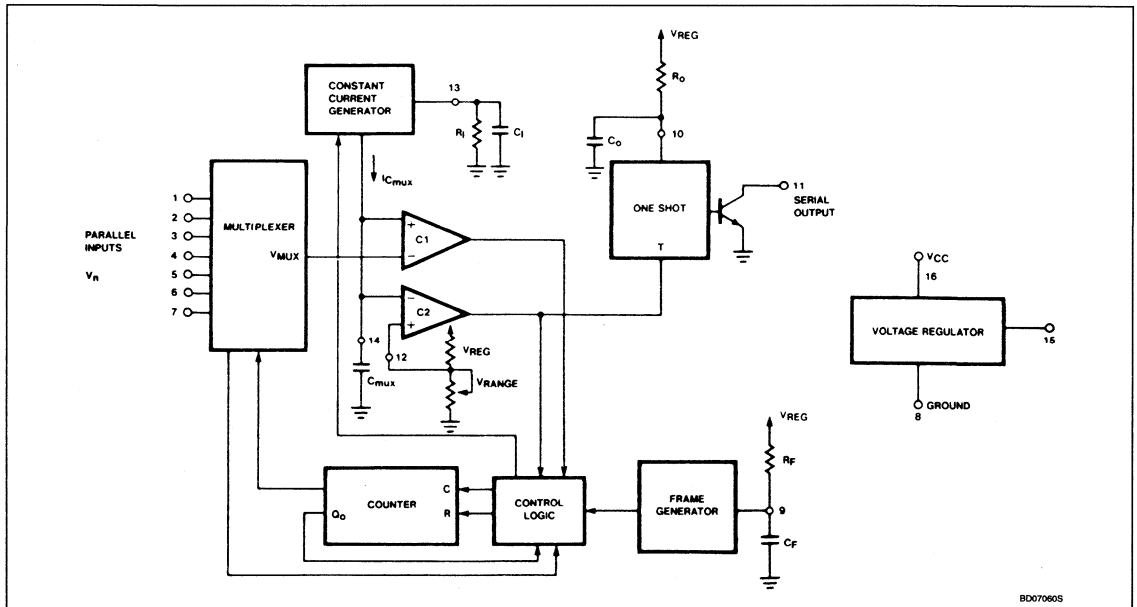 VREG
RO
CONSTANT
CURRENT
GENERATOR
13
RI
CI
CO
10
ICmux
ONE SHOT
T
11
SERIAL
OUTPUT
PARALLEL
INPUTS
Vn
1
2
3
4
5
6
7
MULTIPLEXER
VMUX
+
C1
−
−
C2
+
14
12
Cmux
VREG
VRANGE
VCC
16
VOLTAGE REGULATOR
15
GROUND
8
COUNTER
QO
C
R
CONTROL
LOGIC
FRAME
GENERATOR
VREG
RF
9
CF
BD07060S